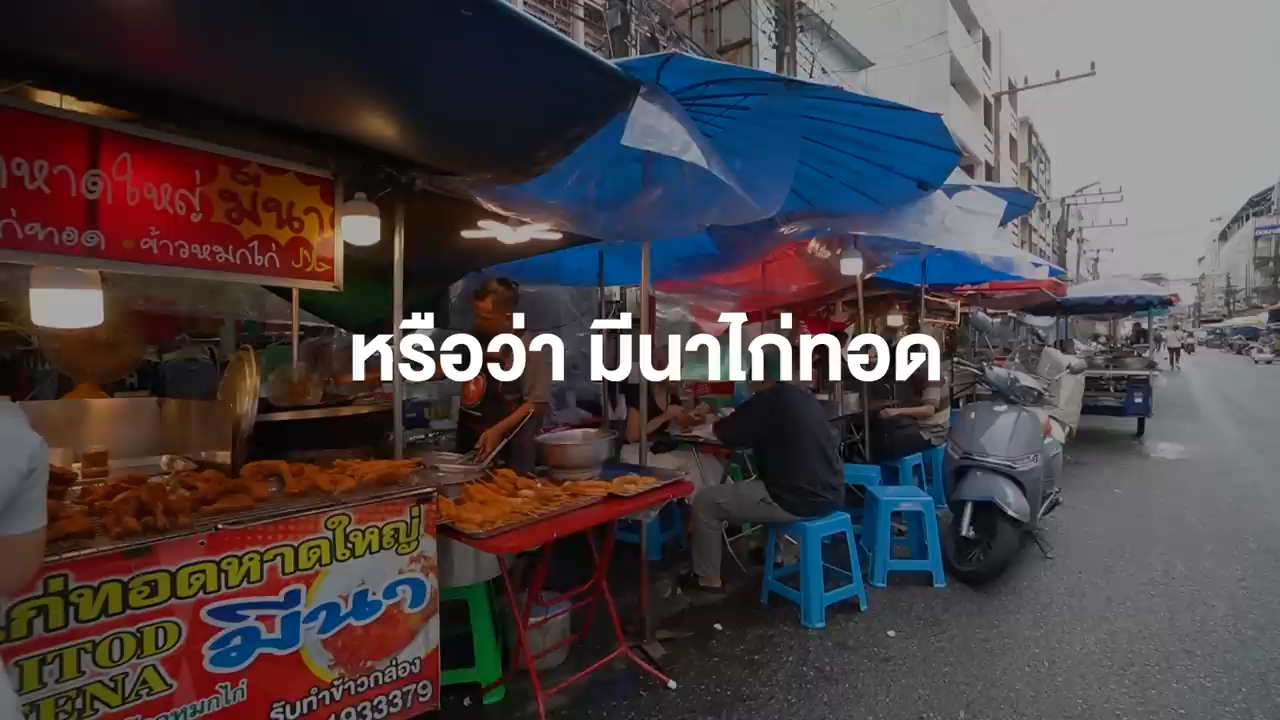 หาดใหญ่ มีนา
ไก่ทอด • ข้าวหมกไก่
หรือว่า มีนาไก่ทอด
ไก่ทอดหาดใหญ่
ITOD
มีนา
ENA
รับทำข้าวกล่อง
4933379